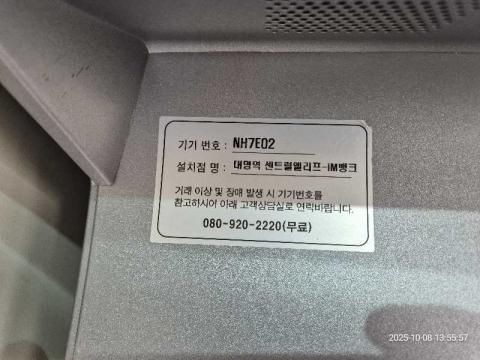 기기 번호 : NH7E02
설치점 명 : 대명역 센트럴엘리프-iM뱅크
거래 이상 및 장애 발생 시 기기번호를
참고하시어 아래 고객상담실로 연락바랍니다.
080-920-2220(무료)
2025-10-08 13:55:57